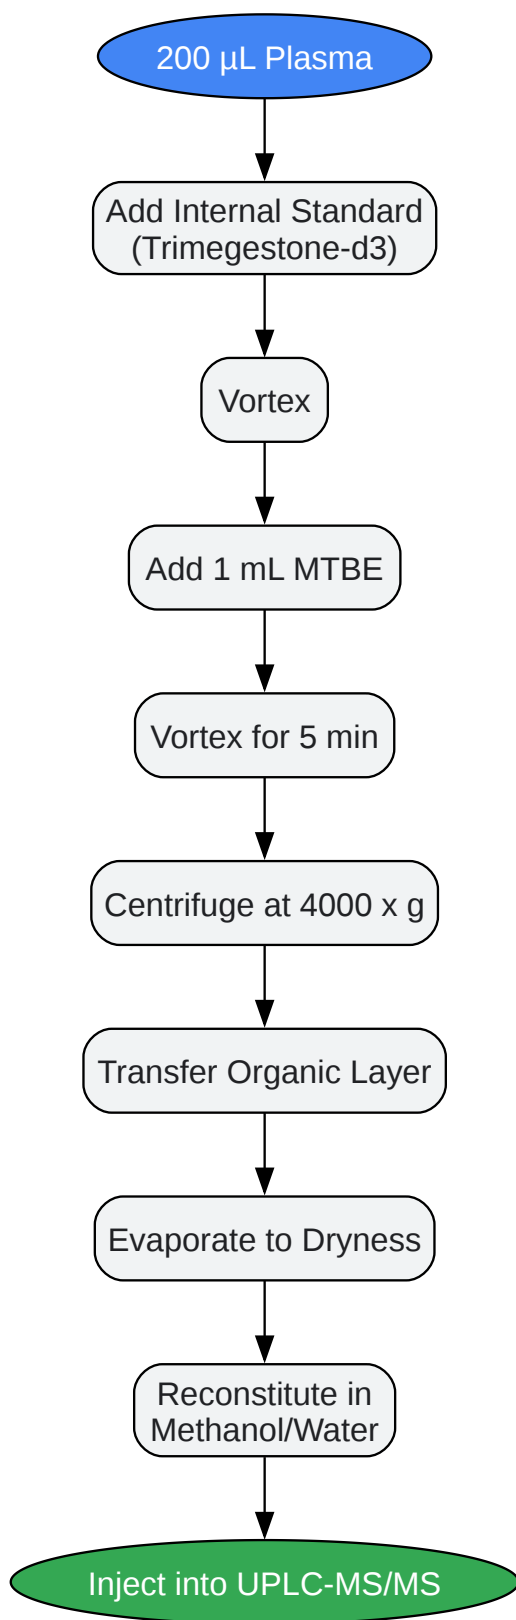 200 µL Plasma
Add Internal Standard
(Trimegestone-d3)
Vortex
Add 1 mL MTBE
Vortex for 5 min
Centrifuge at 4000 x g
Transfer Organic Layer
Evaporate to Dryness
Reconstitute in
Methanol/Water
Inject into UPLC-MS/MS